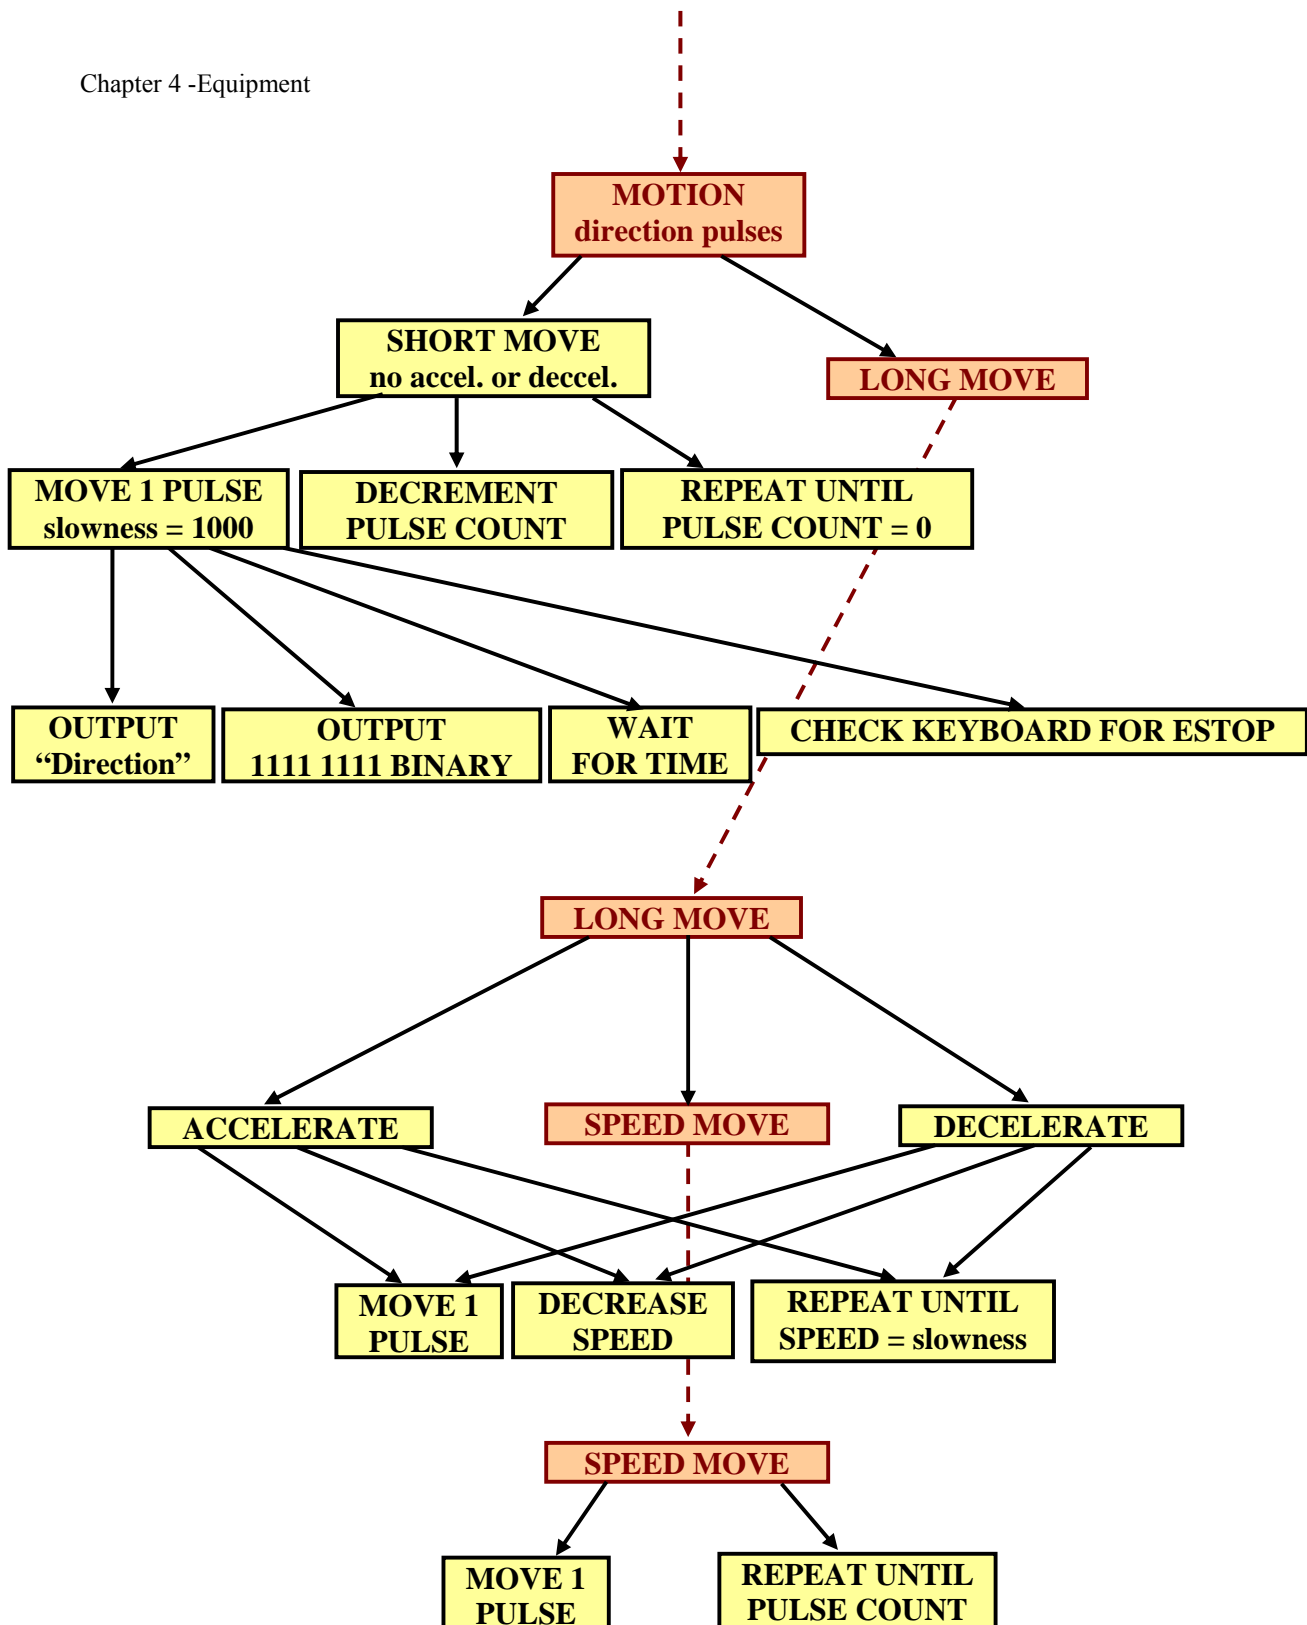 Chapter 4 -Equipment
MOTION
direction pulses
SHORT MOVE
no accel. or deccel.
LONG MOVE
MOVE 1 PULSE
slowness = 1000
DECREMENT
PULSE COUNT
REPEAT UNTIL
PULSE COUNT = 0
OUTPUT
“Direction”
OUTPUT
1111 1111 BINARY
WAIT
FOR TIME
CHECK KEYBOARD FOR ESTOP
LONG MOVE
ACCELERATE
SPEED MOVE
DECELERATE
MOVE 1
PULSE
DECREASE
SPEED
REPEAT UNTIL
SPEED = slowness
SPEED MOVE
MOVE 1
PULSE
REPEAT UNTIL
PULSE COUNT